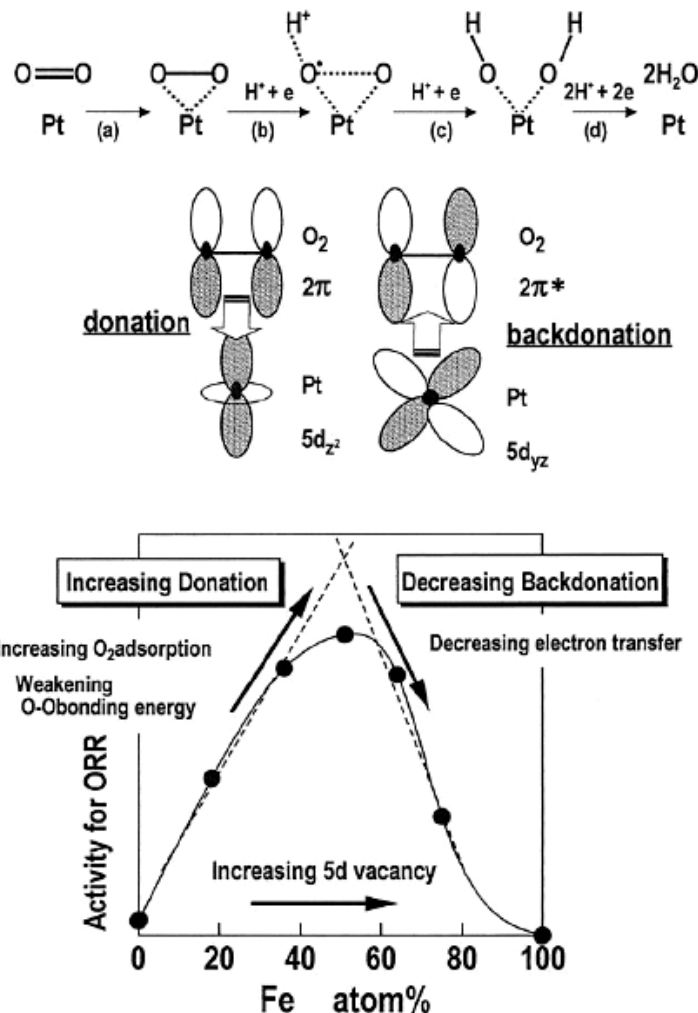 H⁺
H H
O=O O—O O• O O O 2H₂O
H⁺ + e H⁺ + e 2H⁺ + 2e
Pt (a) Pt (b) Pt (c) Pt (d) Pt
O₂ O₂
2π 2π*
donation backdonation
Pt Pt
5d_z² 5d_yz
Increasing Donation Decreasing Backdonation
Increasing O₂adsorption Decreasing electron transfer
Weakening
O-Obonding energy
Activity for ORR
Increasing 5d vacancy
0 20 40 60 80 100
Fe atom%